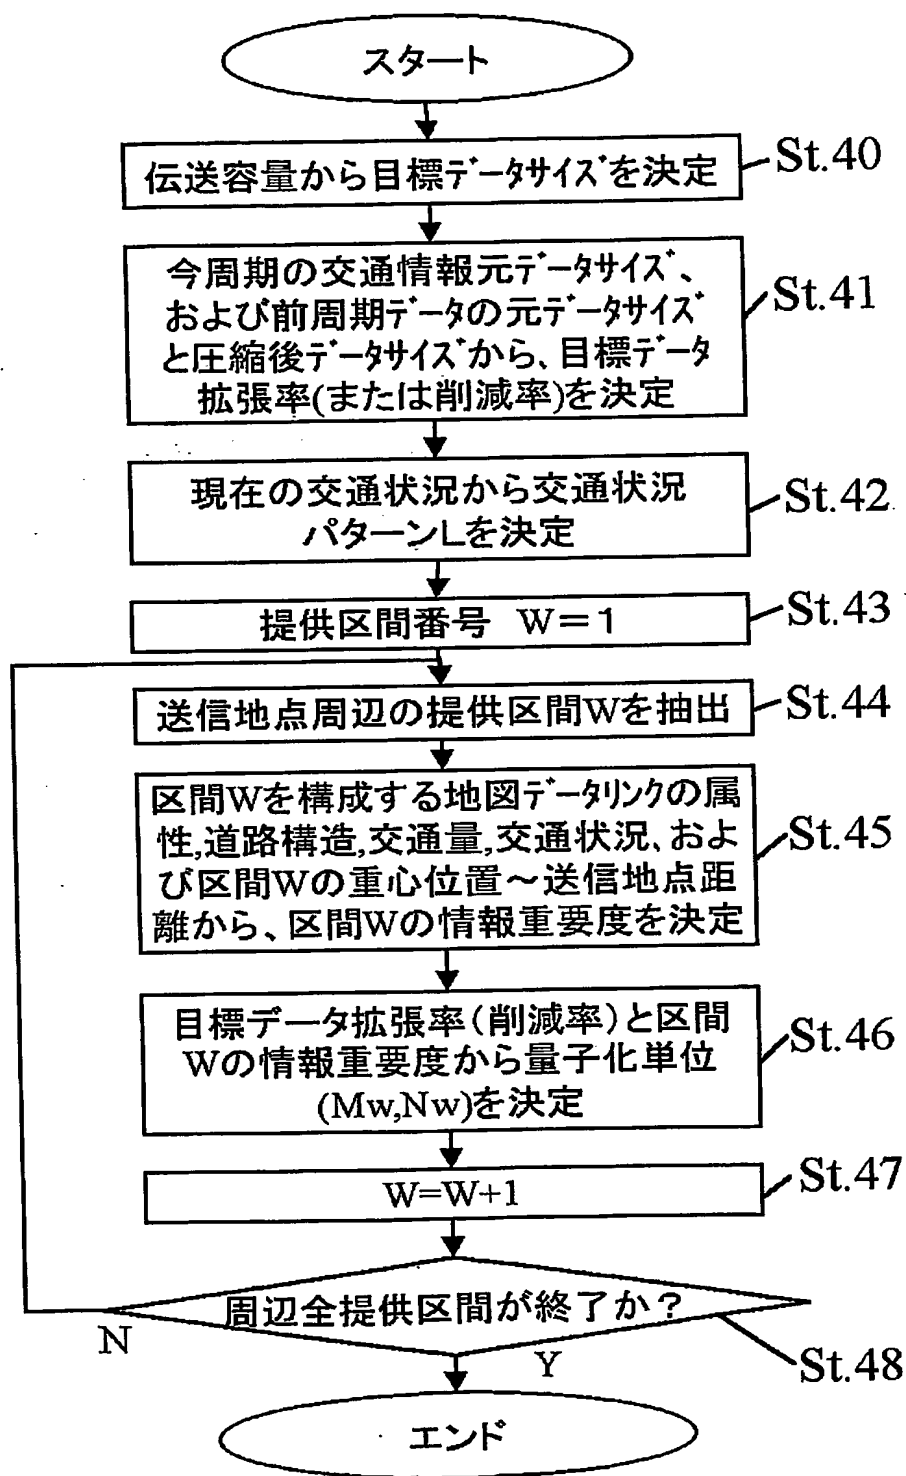 スタート
伝送容量から目標ﾃﾞｰﾀサイズを決定
St.40
今周期の交通情報元ﾃﾞｰﾀサイズ、
および前周期ﾃﾞｰﾀの元ﾃﾞｰﾀサイズ
と圧縮後ﾃﾞｰﾀサイズから、目標ﾃﾞｰﾀ
拡張率(または削減率)を決定
St.41
現在の交通状況から交通状況
パターンLを決定
St.42
提供区間番号 W＝1
St.43
送信地点周辺の提供区間Wを抽出
St.44
区間Wを構成する地図ﾃﾞｰﾀリンクの属
性,道路構造,交通量,交通状況、およ
び区間Wの重心位置～送信地点距
離から、区間Wの情報重要度を決定
St.45
目標データ拡張率（削減率）と区間
Wの情報重要度から量子化単位
(Mw,Nw)を決定
St.46
W=W+1
St.47
周辺全提供区間が終了か？
N
Y
St.48
エンド